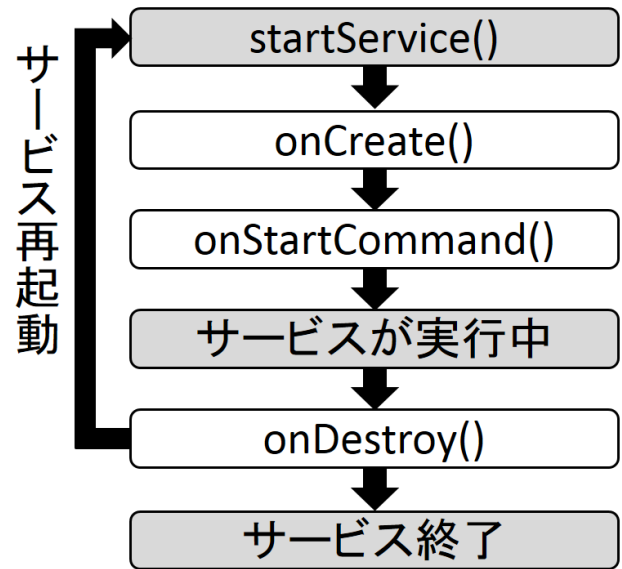 startService()
onCreate()
onStartCommand()
サービスが実行中
onDestroy()
サービス終了
サービス再起動